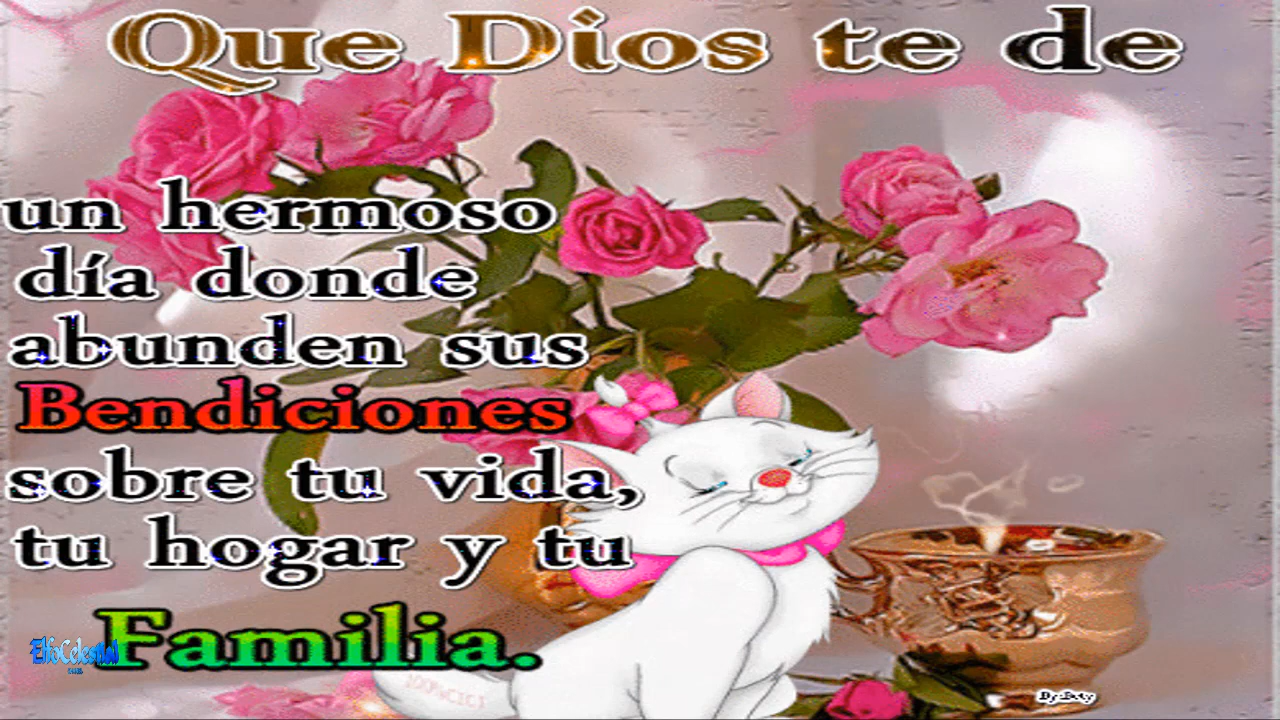 Que Dios te de
un hermoso
día donde
abunden sus
Bendiciones
sobre tu vida,
tu hogar y tu
Familia.
ElfoCelestial
By:Bety